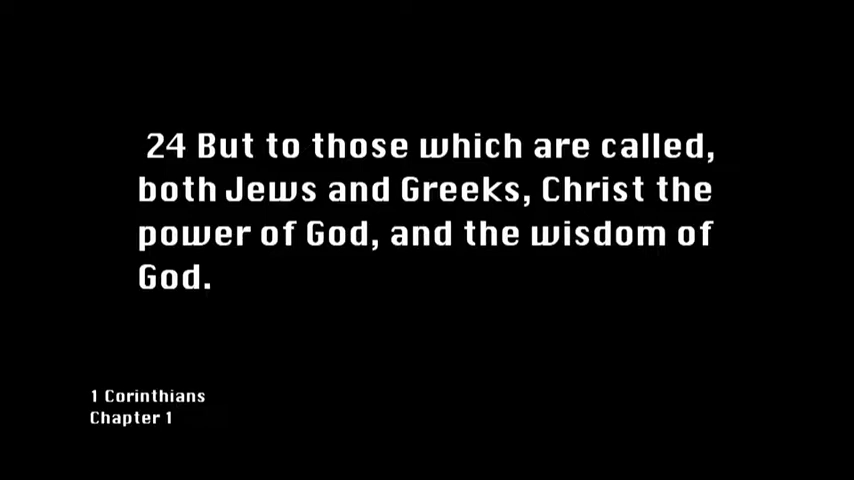 24 But to those which are called,
both Jews and Greeks, Christ the
power of God, and the wisdom of
God.
1 Corinthians
Chapter 1